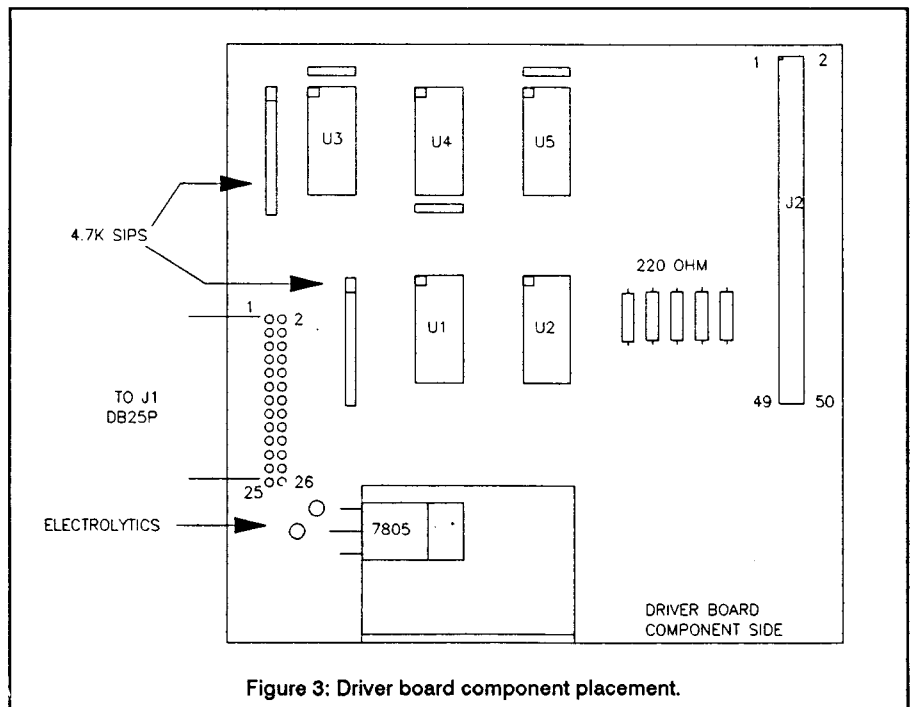 1 2
U3 U4 U5
J2
4.7K SIPS
220 OHM
1 2
U1 U2
TO J1
DB25P
49 50
25 26
ELECTROLYTICS
7805
DRIVER BOARD
COMPONENT SIDE
Figure 3: Driver board component placement.